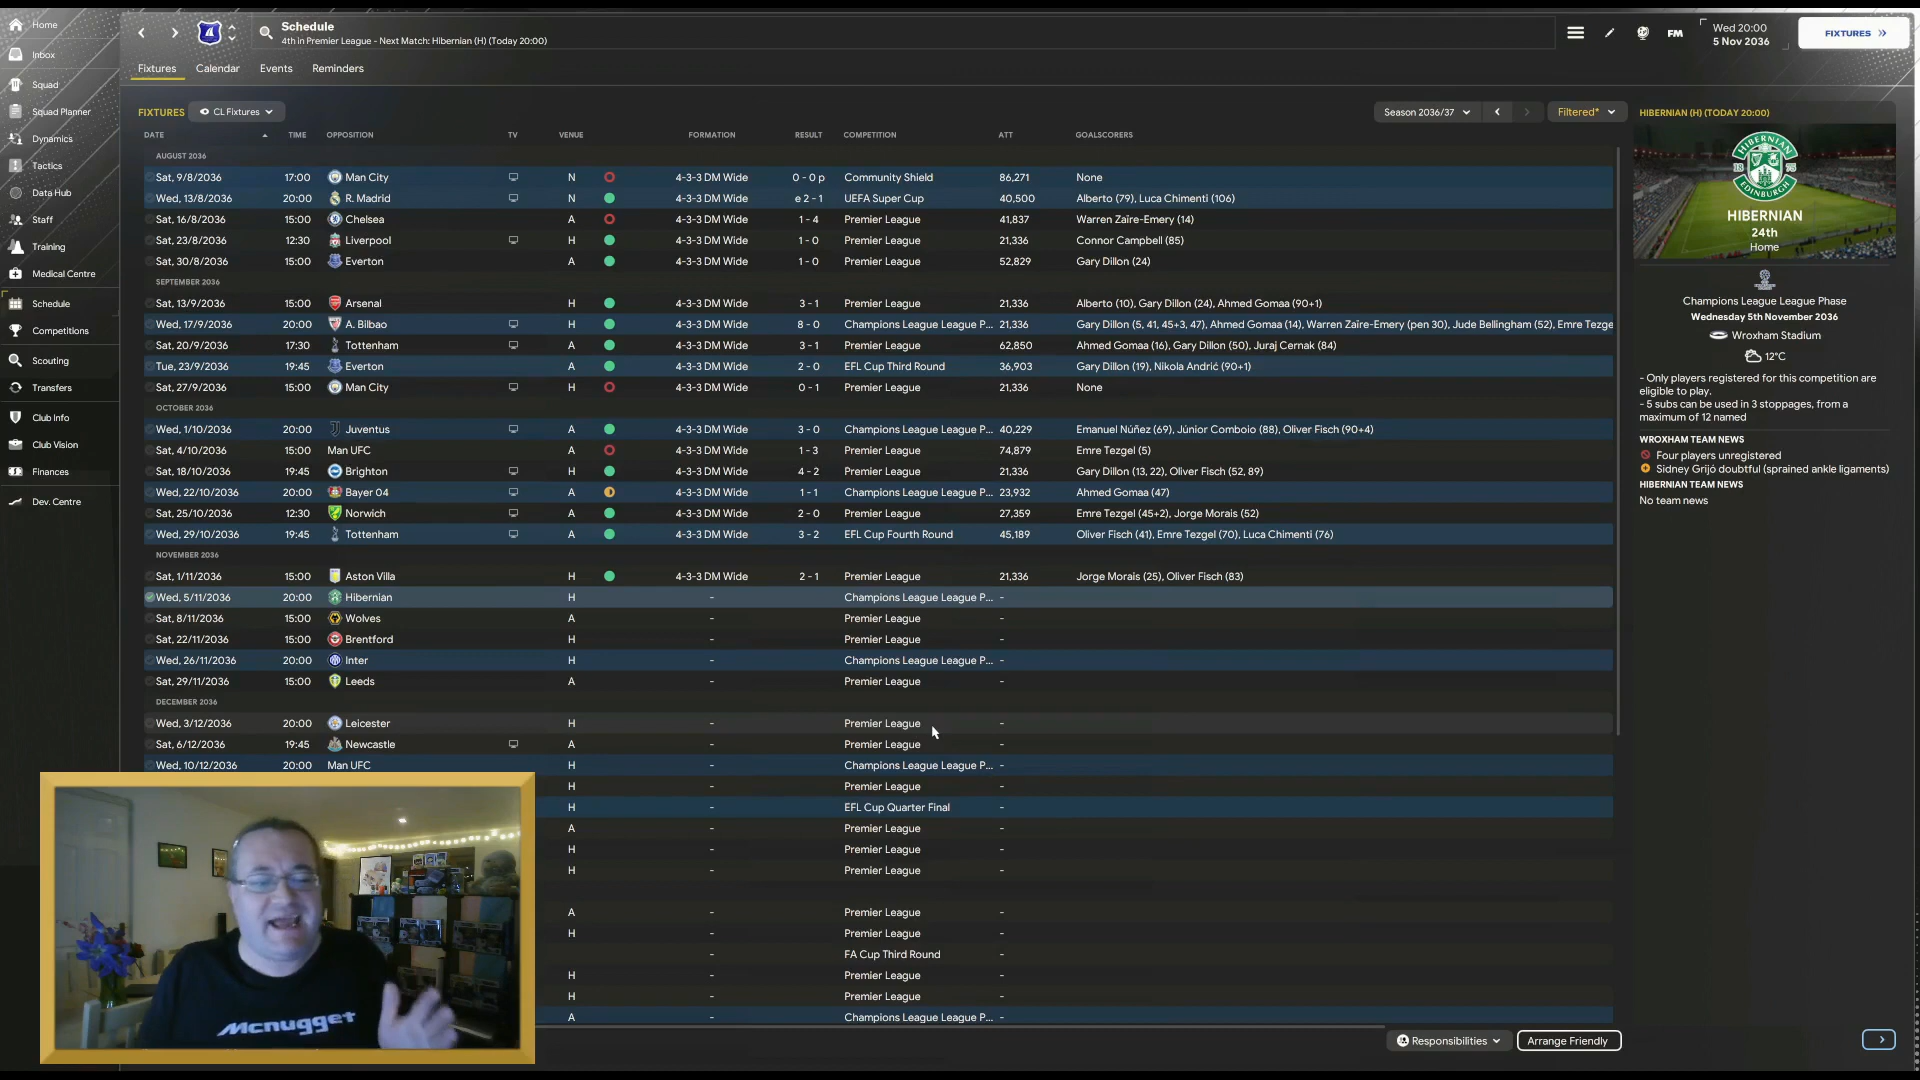 Home
Inbox
Squad
Squad Planner
Dynamics
Tactics
Data Hub
Staff
Training
Medical Centre
Schedule
Competitions
Scouting
Transfers
Club Info
Club Vision
Finances
Dev. Centre
Schedule
4th in Premier League - Next Match: Hibernian (H) (Today 20:00)
FM
Wed 20:00
5 Nov 2036
FIXTURES
Fixtures Calendar Events Reminders
FIXTURES CL Fixtures Season 2036/37 Filtered*
DATE TIME OPPOSITION TV VENUE FORMATION RESULT COMPETITION ATT GOALSCORERS
AUGUST 2036
Sat, 9/8/2036 17:00 Man City N 4-3-3 DM Wide 0 - 0 p Community Shield 86,271 None
Wed, 13/8/2036 20:00 R. Madrid N 4-3-3 DM Wide e 2 - 1 UEFA Super Cup 40,500 Alberto (79), Luca Chimenti (106)
Sat, 16/8/2036 15:00 Chelsea A 4-3-3 DM Wide 1 - 4 Premier League 41,837 Warren Zaïre-Emery (14)
Sat, 23/8/2036 12:30 Liverpool H 4-3-3 DM Wide 1 - 0 Premier League 21,336 Connor Campbell (85)
Sat, 30/8/2036 15:00 Everton A 4-3-3 DM Wide 1 - 0 Premier League 52,829 Gary Dillon (24)
SEPTEMBER 2036
Sat, 13/9/2036 15:00 Arsenal H 4-3-3 DM Wide 3 - 1 Premier League 21,336 Alberto (10), Gary Dillon (24), Ahmed Gomaa (90+1)
Wed, 17/9/2036 20:00 A. Bilbao H 4-3-3 DM Wide 8 - 0 Champions League League P... 21,336 Gary Dillon (5, 41, 45+3, 47), Ahmed Gomaa (14), Warren Zaïre-Emery (pen 30), Jude Bellingham (52), Emre Tezge
Sat, 20/9/2036 17:30 Tottenham A 4-3-3 DM Wide 3 - 1 Premier League 62,850 Ahmed Gomaa (16), Gary Dillon (50), Juraj Cernak (84)
Tue, 23/9/2036 19:45 Everton A 4-3-3 DM Wide 2 - 0 EFL Cup Third Round 36,903 Gary Dillon (19), Nikola Andrić (90+1)
Sat, 27/9/2036 15:00 Man City H 4-3-3 DM Wide 0 - 1 Premier League 21,336 None
OCTOBER 2036
Wed, 1/10/2036 20:00 Juventus A 4-3-3 DM Wide 3 - 0 Champions League League P... 40,229 Emanuel Núñez (69), Júnior Comboio (88), Oliver Fisch (90+4)
Sat, 4/10/2036 15:00 Man UFC A 4-3-3 DM Wide 1 - 3 Premier League 74,879 Emre Tezgel (5)
Sat, 18/10/2036 19:45 Brighton H 4-3-3 DM Wide 4 - 2 Premier League 21,336 Gary Dillon (13, 22), Oliver Fisch (52, 89)
Wed, 22/10/2036 20:00 Bayer 04 A 4-3-3 DM Wide 1 - 1 Champions League League P... 23,932 Ahmed Gomaa (47)
Sat, 25/10/2036 12:30 Norwich A 4-3-3 DM Wide 2 - 0 Premier League 27,359 Emre Tezgel (45+2), Jorge Morais (52)
Wed, 29/10/2036 19:45 Tottenham A 4-3-3 DM Wide 3 - 2 EFL Cup Fourth Round 45,189 Oliver Fisch (41), Emre Tezgel (70), Luca Chimenti (76)
NOVEMBER 2036
Sat, 1/11/2036 15:00 Aston Villa H 4-3-3 DM Wide 2 - 1 Premier League 21,336 Jorge Morais (25), Oliver Fisch (83)
Wed, 5/11/2036 20:00 Hibernian H - Champions League League P... -
Sat, 8/11/2036 15:00 Wolves A - Premier League -
Sat, 22/11/2036 15:00 Brentford H - Premier League -
Wed, 26/11/2036 20:00 Inter H - Champions League League P... -
Sat, 29/11/2036 15:00 Leeds A - Premier League -
DECEMBER 2036
Wed, 3/12/2036 20:00 Leicester H - Premier League -
Sat, 6/12/2036 19:45 Newcastle A - Premier League -
Wed, 10/12/2036 20:00 Man UFC H - Champions League League P... -
H - Premier League -
H - EFL Cup Quarter Final -
A - Premier League -
H - Premier League -
H - Premier League -
A - Premier League -
H - Premier League -
- FA Cup Third Round -
H - Premier League -
H - Premier League -
A - Champions League League P... -
HIBERNIAN (H) (TODAY 20:00)
HIBERNIAN
18 75
EDINBURGH
HIBERNIAN
24th
Home
Champions League League Phase
Wednesday 5th November 2036
Wroxham Stadium
12°C
- Only players registered for this competition are
eligible to play.
- 5 subs can be used in 3 stoppages, from a
maximum of 12 named
WROXHAM TEAM NEWS
Four players unregistered
Sidney Grijó doubtful (sprained ankle ligaments)
HIBERNIAN TEAM NEWS
No team news
Mcnugget
Responsibilities Arrange Friendly